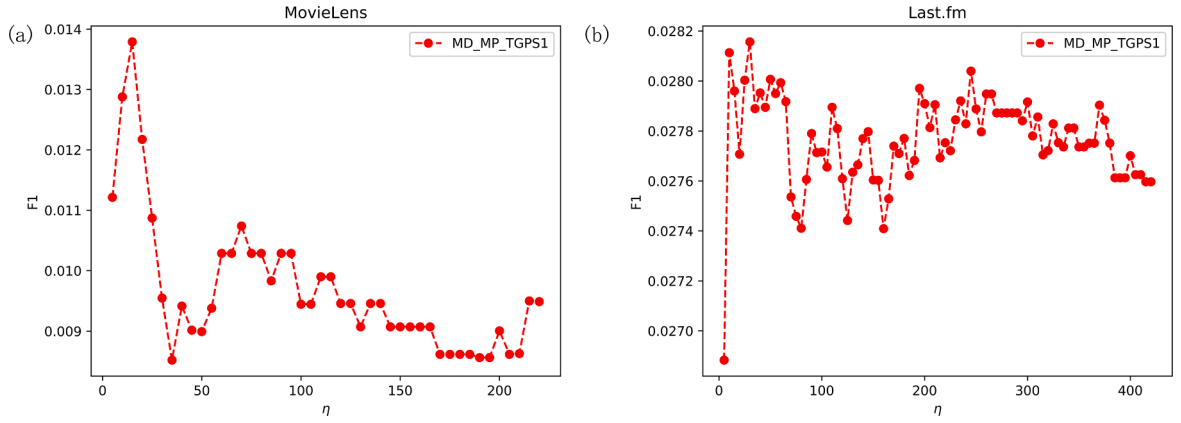 (a)
MovieLens
MD_MP_TGPS1
F1
0.014
0.013
0.012
0.011
0.010
0.009
0 50 100 150 200
η
(b)
Last.fm
MD_MP_TGPS1
F1
0.0282
0.0280
0.0278
0.0276
0.0274
0.0272
0.0270
0 100 200 300 400
η